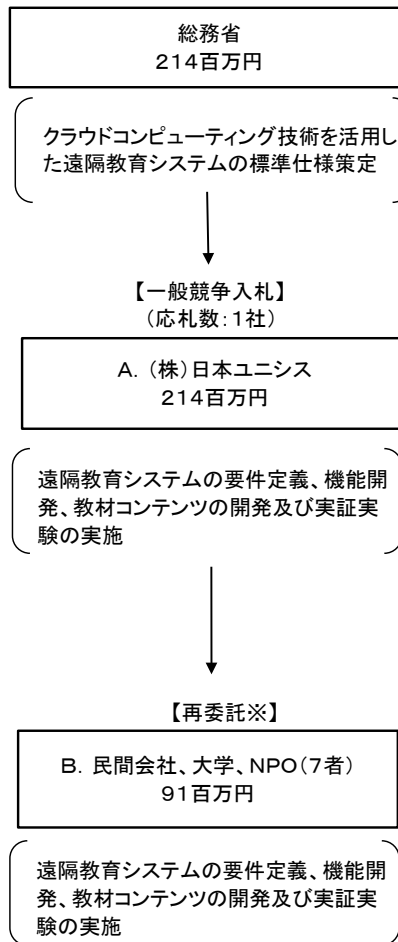 総務省
214百万円
クラウドコンピューティング技術を活用し
た遠隔教育システムの標準仕様策定
【一般競争入札】
（応札数：1社）
A．（株）日本ユニシス
214百万円
遠隔教育システムの要件定義、機能開
発、教材コンテンツの開発及び実証実
験の実施
【再委託※】
B．民間会社、大学、NPO（7者）
91百万円
遠隔教育システムの要件定義、機能開
発、教材コンテンツの開発及び実証実
験の実施